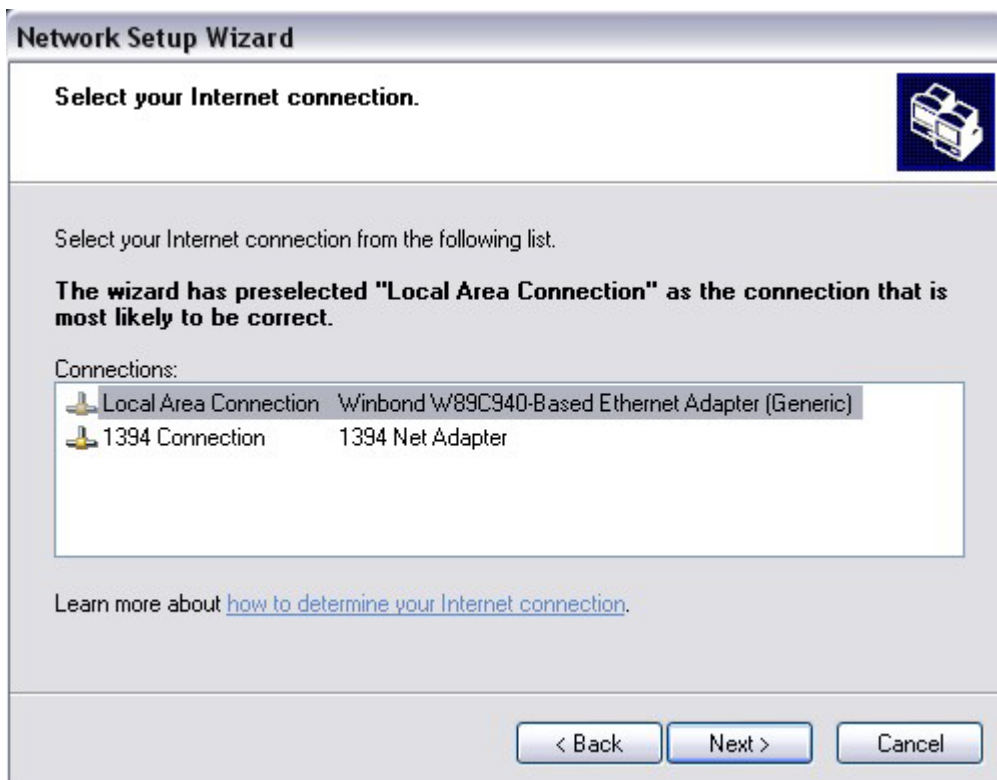 Network Setup Wizard
Select your Internet connection.
Select your Internet connection from the following list.
The wizard has preselected "Local Area Connection" as the connection that is
most likely to be correct.
Connections:
Local Area Connection Winbond W89C940-Based Ethernet Adapter (Generic)
1394 Connection 1394 Net Adapter
Learn more about how to determine your Internet connection.
< Back Next > Cancel